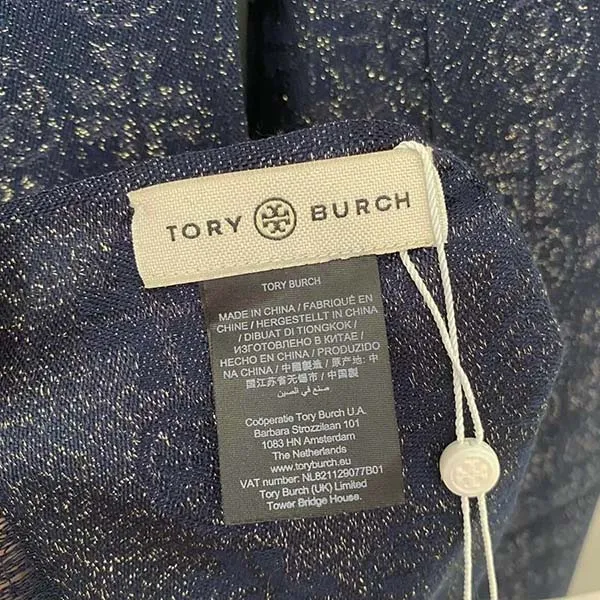 TORY BURCH
TORY BURCH
MADE IN CHINA / FABRIQUÉ EN
CHINE / HERGESTELLT IN CHINA
/ DIBUAT DI TIONGKOK /
ИЗГОТОВЛЕНО В КИТАЕ /
HECHO EN CHINA / PRODUZIDO
NA CHINA / 中國製造 / 原产地: 中
国江苏省无锡市 / 中国製
صنع في الصين
Coöperatie Tory Burch U.A.
Barbara Strozzilaan 101
1083 HN Amsterdam
The Netherlands
www.toryburch.eu
VAT number: NL821129077B01
Tory Burch (UK) Limited
Tower Bridge House.